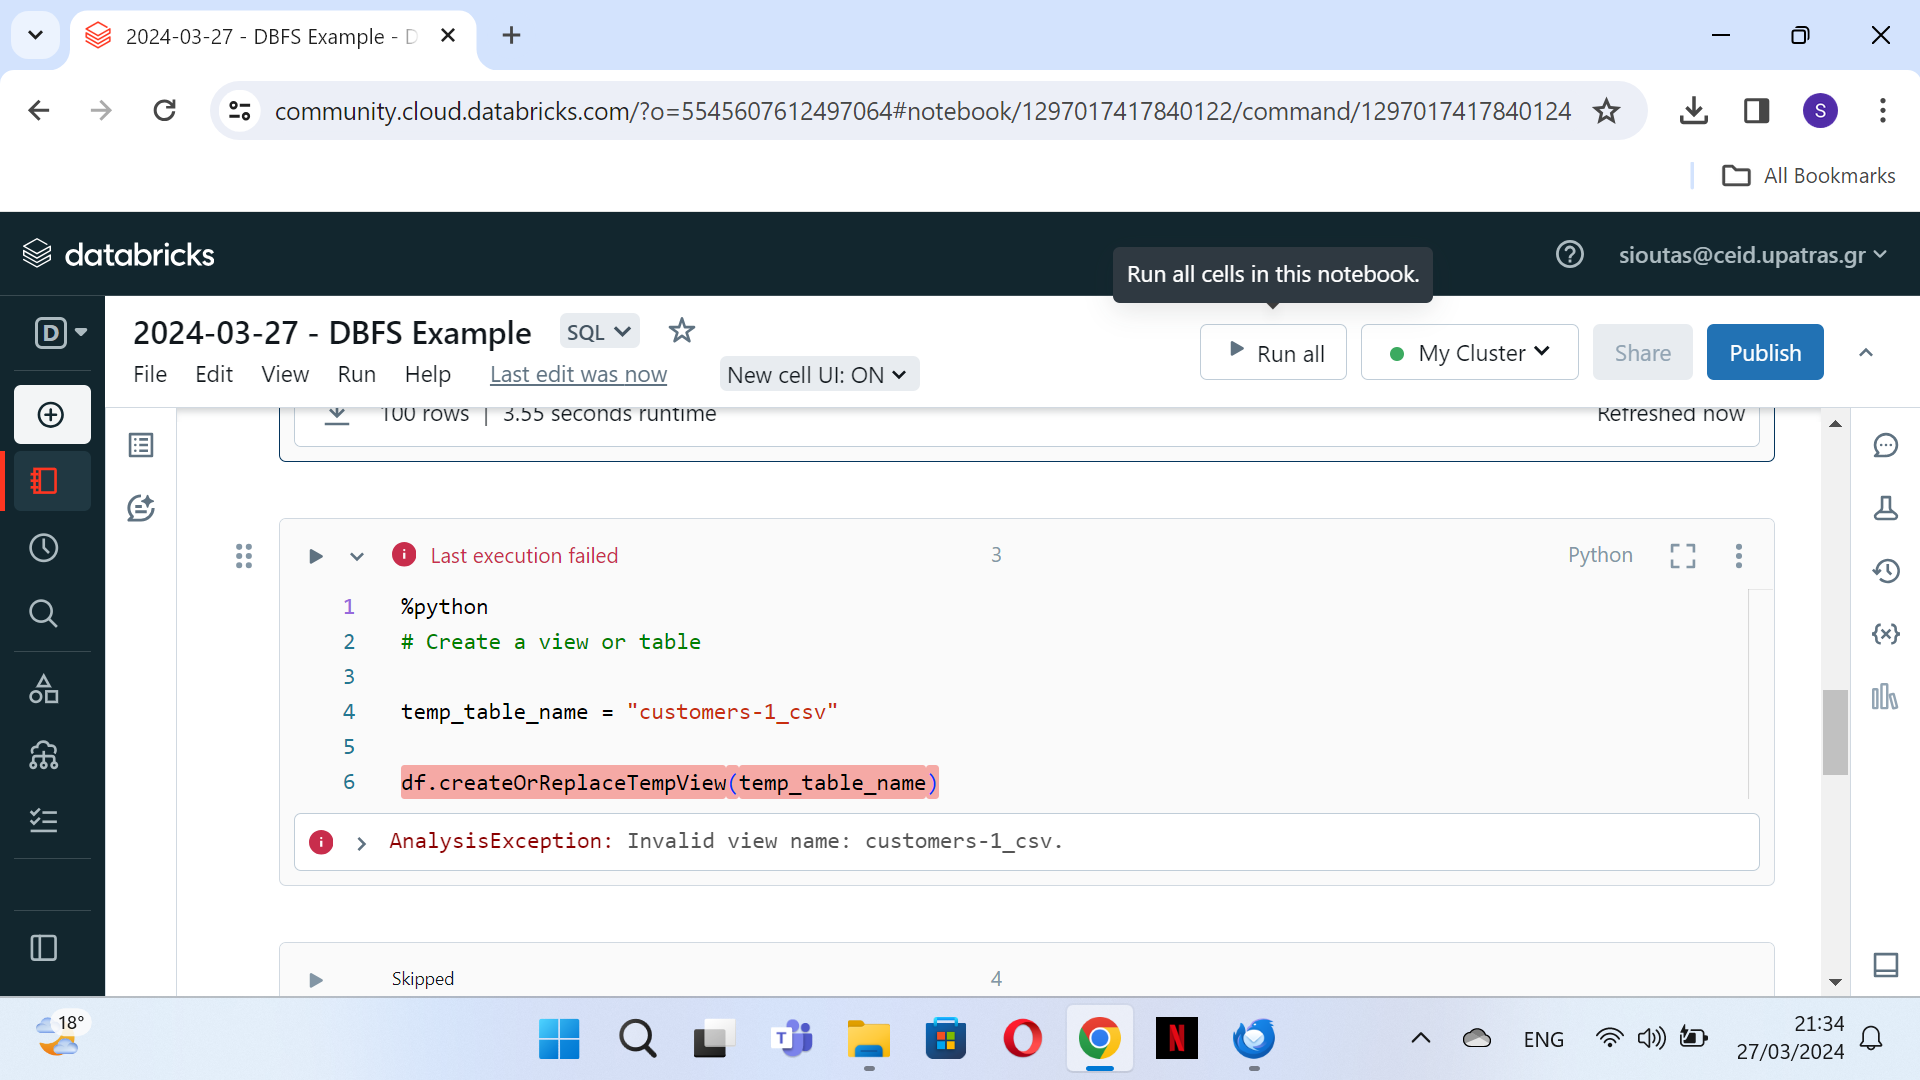 2024-03-27 - DBFS Example - D
community.cloud.databricks.com/?o=5545607612497064#notebook/1297017417840122/command/1297017417840124
S
All Bookmarks
databricks
Run all cells in this notebook.
sioutas@ceid.upatras.gr
D
2024-03-27 - DBFS Example
SQL
File Edit View Run Help Last edit was now
New cell UI: ON
Run all
My Cluster
Share
Publish
100 rows | 3.55 seconds runtime
Refreshed now
Last execution failed
3
Python
1 %python
2 # Create a view or table
3
4 temp_table_name = "customers-1_csv"
5
6 df.createOrReplaceTempView(temp_table_name)
AnalysisException: Invalid view name: customers-1_csv.
Skipped
4
18°
ENG
21:34
27/03/2024